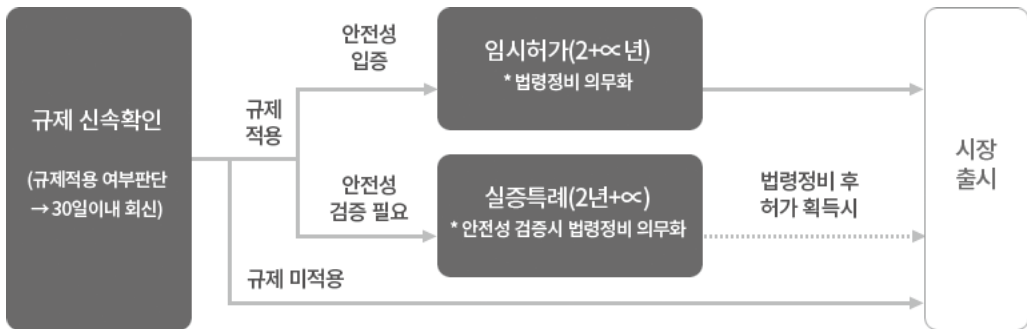 규제 신속확인
(규제적용 여부판단
→ 30일이내 회신)
규제
적용
안전성
입증
임시허가(2+∝년)
* 법령정비 의무화
안전성
검증 필요
실증특례(2년+∝)
* 안전성 검증시 법령정비 의무화
법령정비 후
허가 획득시
규제 미적용
시장
출시